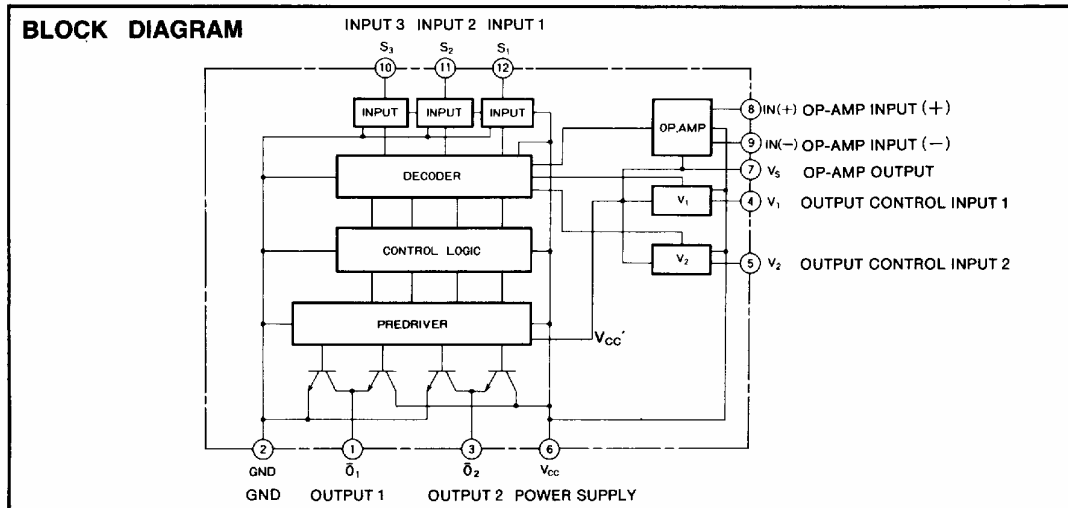 BLOCK DIAGRAM
INPUT 3 INPUT 2 INPUT 1
S3 S2 S1
10 11 12
INPUT INPUT INPUT
OP.AMP
8 IN(+) OP-AMP INPUT (+)
9 IN(−) OP-AMP INPUT (−)
DECODER
7 VS OP-AMP OUTPUT
V1 4 V1 OUTPUT CONTROL INPUT 1
CONTROL LOGIC
V2 5 V2 OUTPUT CONTROL INPUT 2
PREDRIVER
VCC′
2 1 3 6
GND Ō1 Ō2 VCC
GND OUTPUT 1 OUTPUT 2 POWER SUPPLY